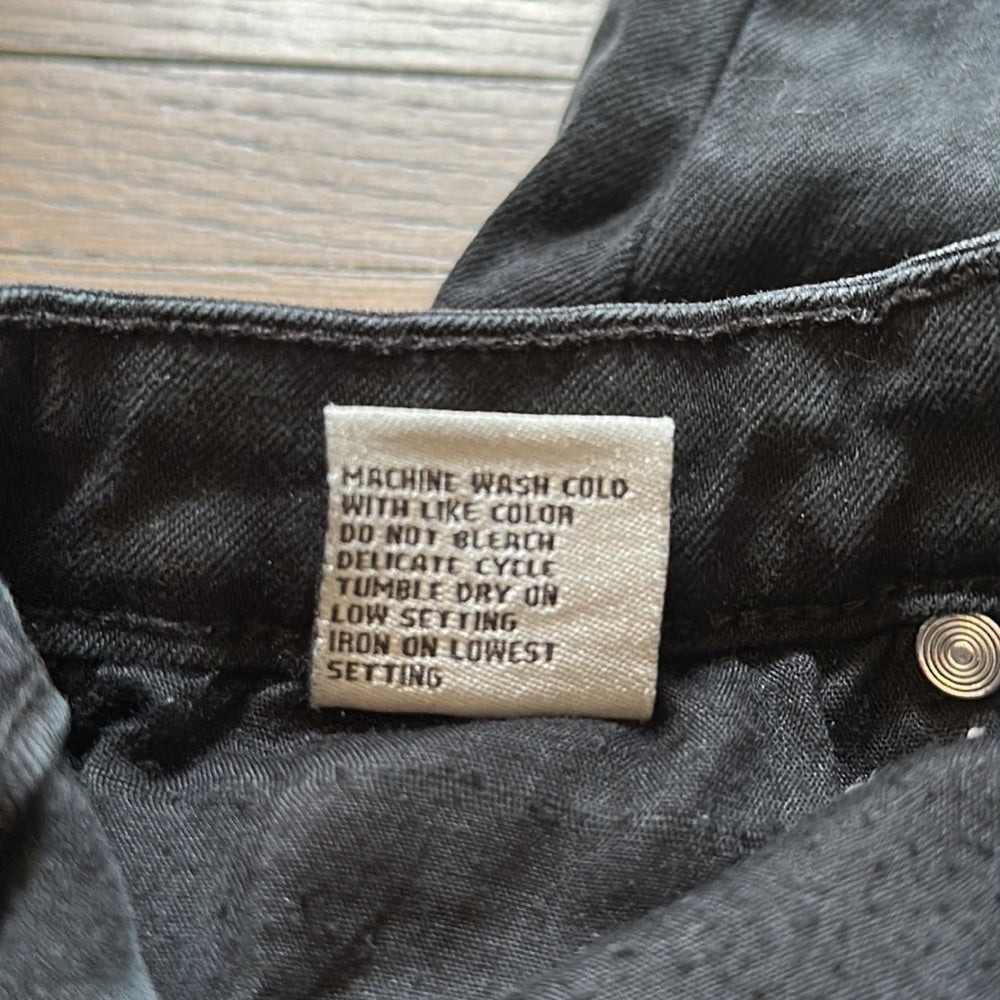 MACHINE WASH COLD
WITH LIKE COLOR
DO NOT BLEACH
DELICATE CYCLE
TUMBLE DRY ON
LOW SETTING
IRON ON LOWEST
SETTING